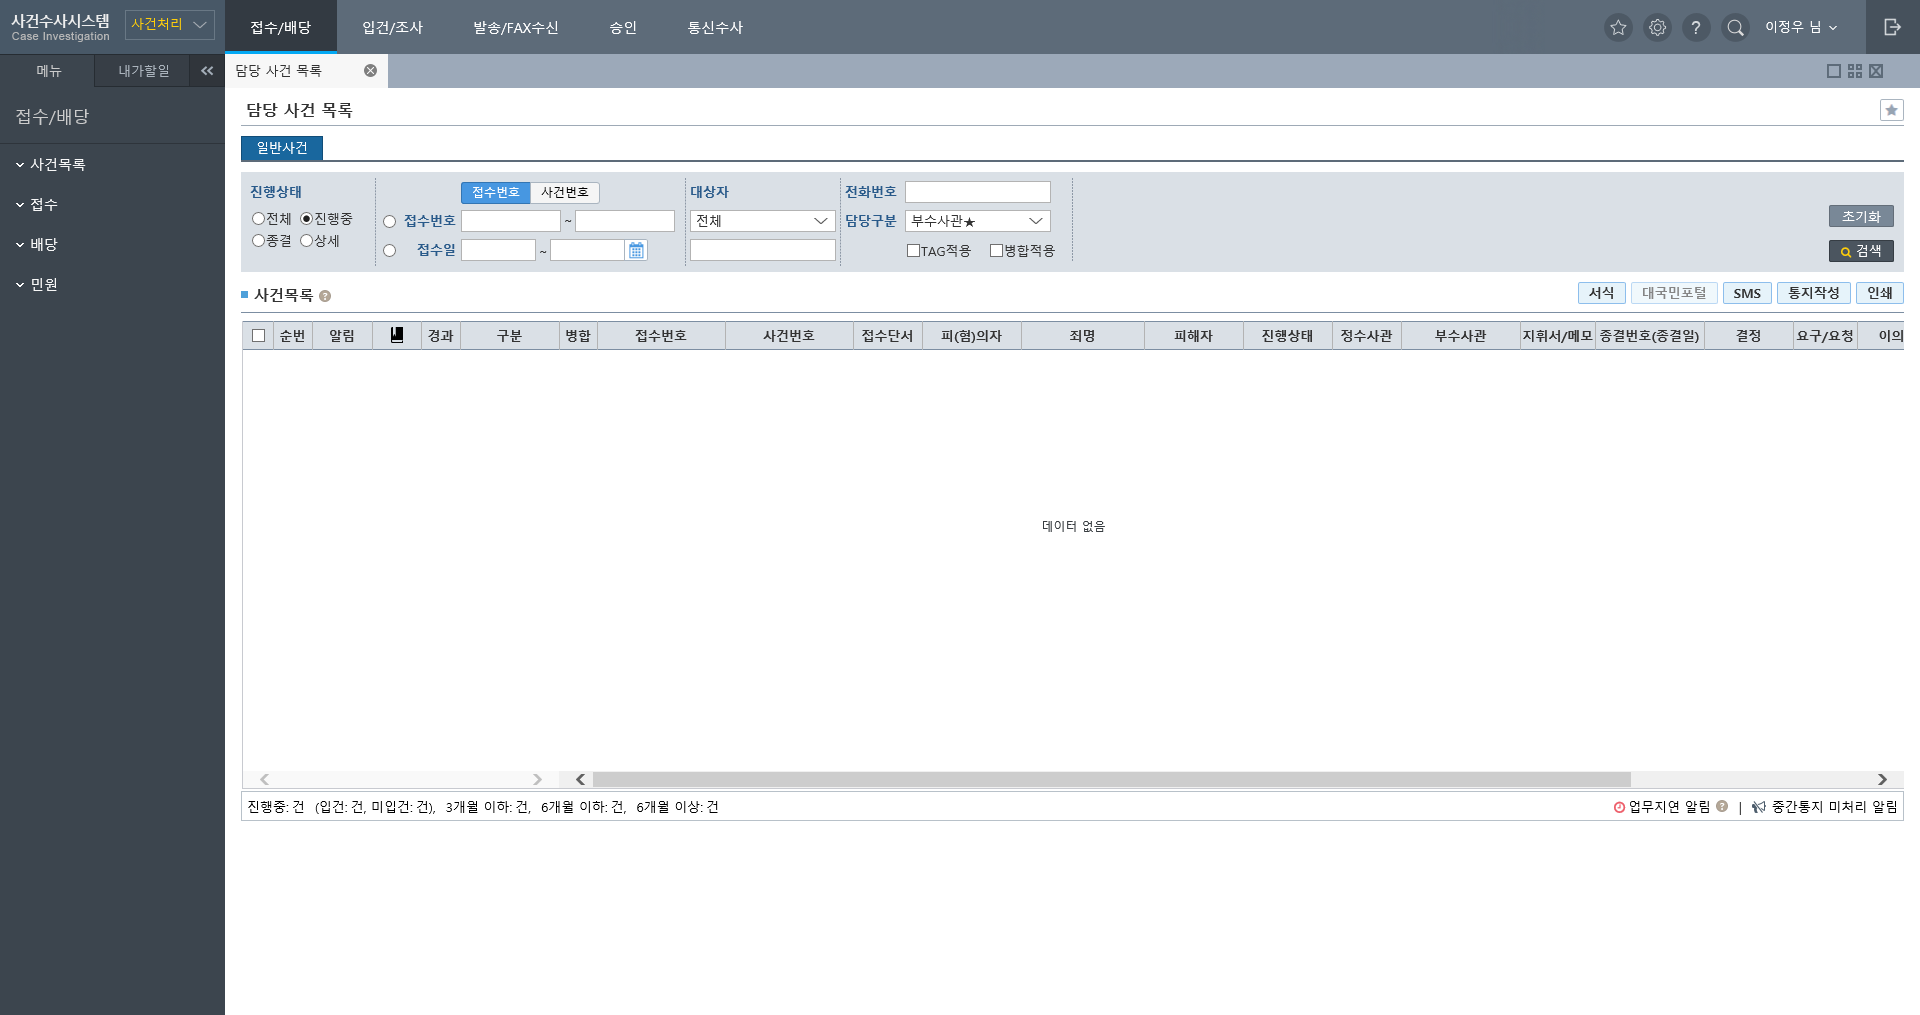 사건수사시스템
Case Investigation
사건처리
접수/배당
입건/조사
발송/FAX수신
승인
통신수사
?
이정우 님
메뉴
내가할일
담당 사건 목록
접수/배당
사건목록
접수
배당
민원
담당 사건 목록
일반사건
진행상태
전체 진행중
종결 상세
접수번호 사건번호
접수번호 ~
접수일 ~
대상자
전체
전화번호
담당구분 부수사관★
TAG적용 병합적용
초기화
검색
사건목록 ?
서식 대국민포털 SMS 통지작성 인쇄
순번 알림 경과 구분 병합 접수번호 사건번호 접수단서 피(혐)의자 죄명 피해자 진행상태 정수사관 부수사관 지휘서/메모 종결번호(종결일) 결정 요구/요청 이의
데이터 없음
진행중: 건 (입건: 건, 미입건: 건), 3개월 이하: 건, 6개월 이하: 건, 6개월 이상: 건
업무지연 알림 ? | 중간통지 미처리 알림